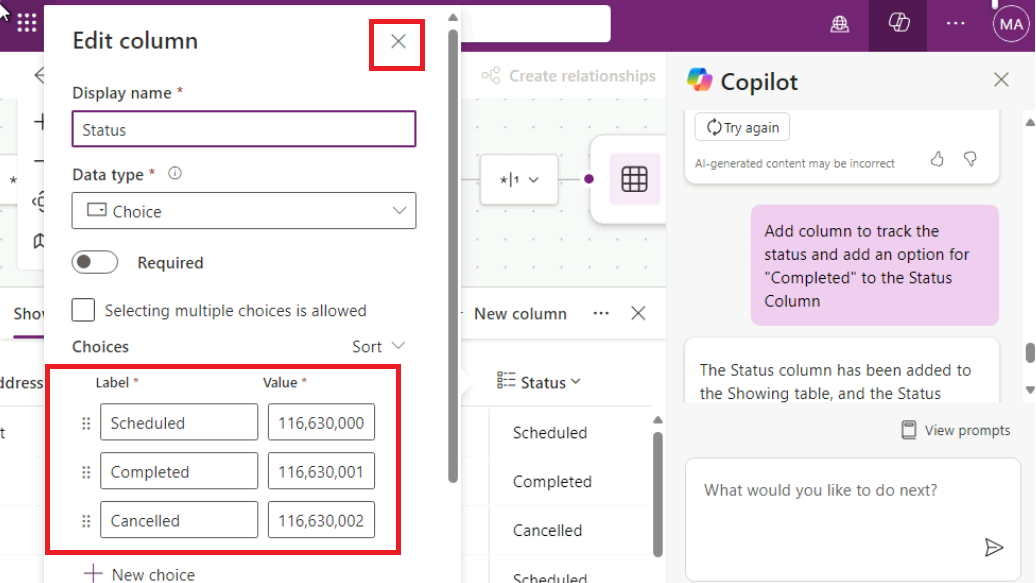 Edit column
Display name *
Status
Data type *
Choice
Required
Selecting multiple choices is allowed
Choices
Sort
Label *
Value *
Scheduled
116,630,000
Completed
116,630,001
Cancelled
116,630,002
New choice
Create relationships
*|1
*
New column
Status
Scheduled
Completed
Cancelled
Scheduled
MA
Copilot
Try again
AI-generated content may be incorrect
Add column to track the
status and add an option for
"Completed" to the Status
Column
The Status column has been added to
the Showing table, and the Status
View prompts
What would you like to do next?